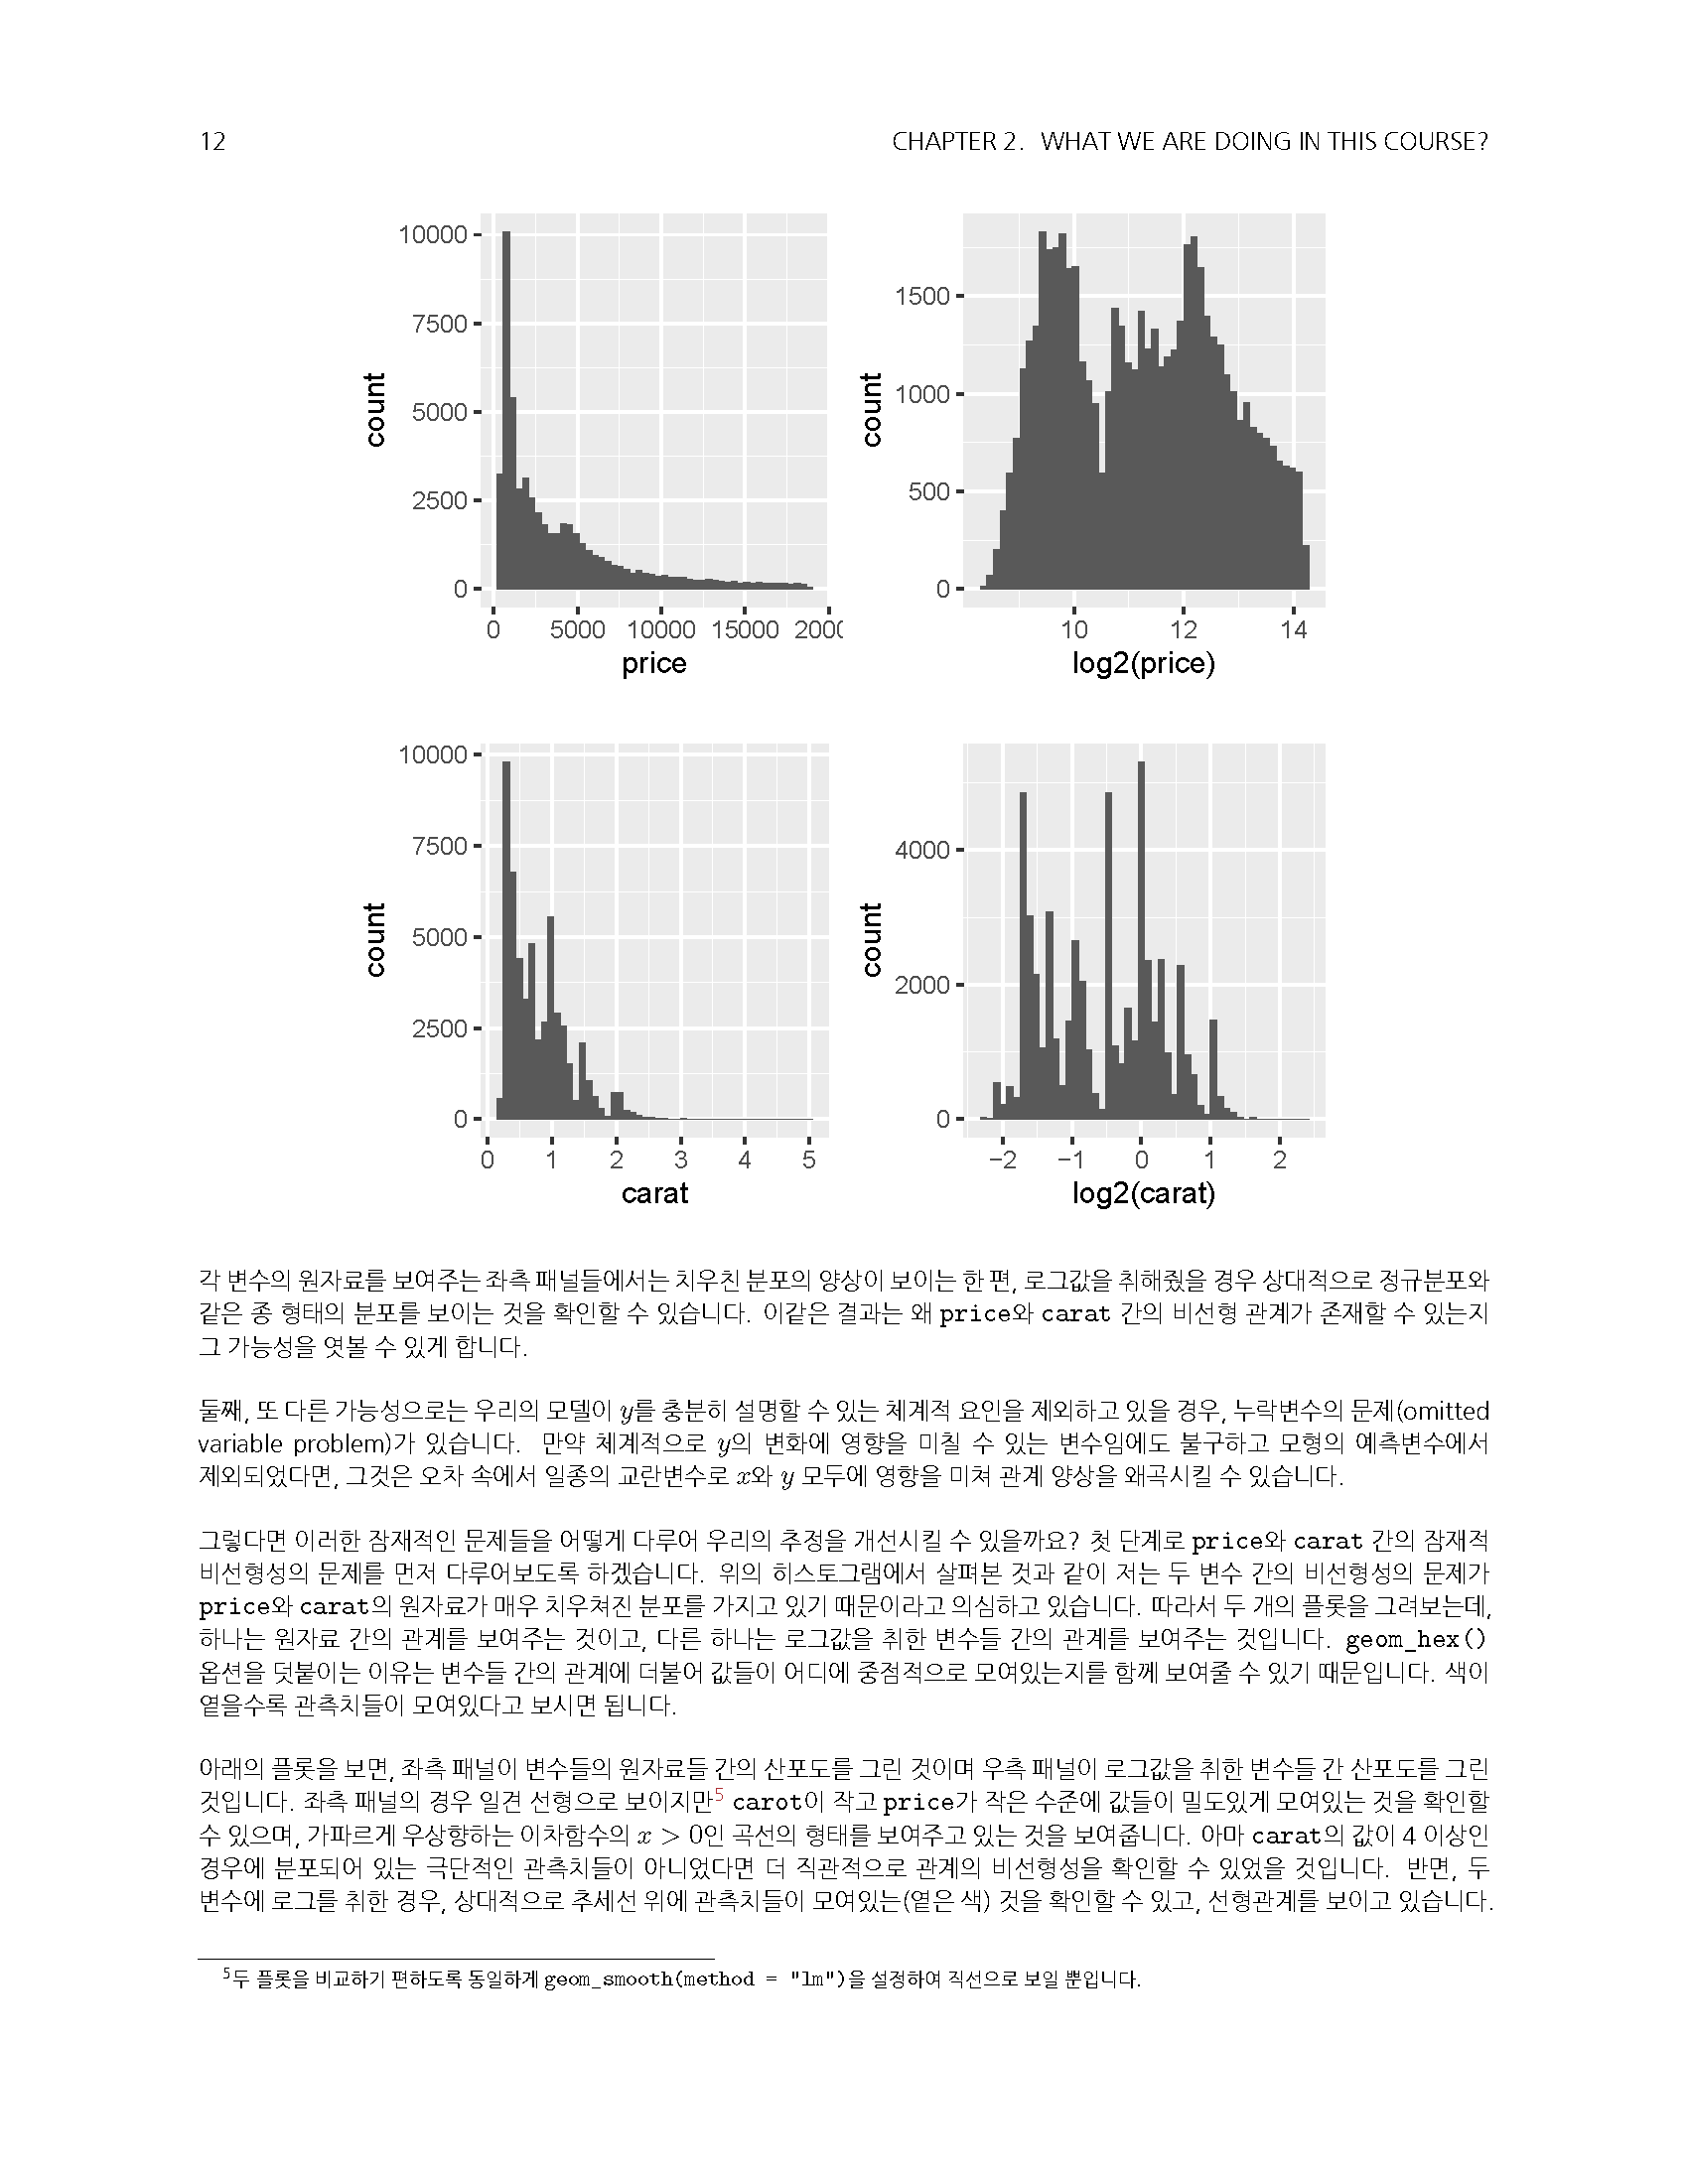 12
CHAPTER 2. WHAT WE ARE DOING IN THIS COURSE?
10000
7500
5000
2500
0
count
0 5000 10000 15000 2000
price
1500
1000
500
0
count
10 12 14
log2(price)
10000
7500
5000
2500
0
count
0 1 2 3 4 5
carat
4000
2000
0
count
−2 −1 0 1 2
log2(carat)
각 변수의 원자료를 보여주는 좌측 패널들에서는 치우친 분포의 양상이 보이는 한 편, 로그값을 취해줬을 경우 상대적으로 정규분포와
같은 종 형태의 분포를 보이는 것을 확인할 수 있습니다. 이같은 결과는 왜 price와 carat 간의 비선형 관계가 존재할 수 있는지
그 가능성을 엿볼 수 있게 합니다.
둘째, 또 다른 가능성으로는 우리의 모델이 y를 충분히 설명할 수 있는 체계적 요인을 제외하고 있을 경우, 누락변수의 문제(omitted
variable problem)가 있습니다. 만약 체계적으로 y의 변화에 영향을 미칠 수 있는 변수임에도 불구하고 모형의 예측변수에서
제외되었다면, 그것은 오차 속에서 일종의 교란변수로 x와 y 모두에 영향을 미쳐 관계 양상을 왜곡시킬 수 있습니다.
그렇다면 이러한 잠재적인 문제들을 어떻게 다루어 우리의 추정을 개선시킬 수 있을까요? 첫 단계로 price와 carat 간의 잠재적
비선형성의 문제를 먼저 다루어보도록 하겠습니다. 위의 히스토그램에서 살펴본 것과 같이 저는 두 변수 간의 비선형성의 문제가
price와 carat의 원자료가 매우 치우쳐진 분포를 가지고 있기 때문이라고 의심하고 있습니다. 따라서 두 개의 플롯을 그려보는데,
하나는 원자료 간의 관계를 보여주는 것이고, 다른 하나는 로그값을 취한 변수들 간의 관계를 보여주는 것입니다. geom_hex()
옵션을 덧붙이는 이유는 변수들 간의 관계에 더불어 값들이 어디에 중점적으로 모여있는지를 함께 보여줄 수 있기 때문입니다. 색이
옅을수록 관측치들이 모여있다고 보시면 됩니다.
아래의 플롯을 보면, 좌측 패널이 변수들의 원자료들 간의 산포도를 그린 것이며 우측 패널이 로그값을 취한 변수들 간 산포도를 그린
것입니다. 좌측 패널의 경우 일견 선형으로 보이지만5 carot이 작고 price가 작은 수준에 값들이 밀도있게 모여있는 것을 확인할
수 있으며, 가파르게 우상향하는 이차함수의 x > 0인 곡선의 형태를 보여주고 있는 것을 보여줍니다. 아마 carat의 값이 4 이상인
경우에 분포되어 있는 극단적인 관측치들이 아니었다면 더 직관적으로 관계의 비선형성을 확인할 수 있었을 것입니다. 반면, 두
변수에 로그를 취한 경우, 상대적으로 추세선 위에 관측치들이 모여있는(옅은 색) 것을 확인할 수 있고, 선형관계를 보이고 있습니다.
5두 플롯을 비교하기 편하도록 동일하게 geom_smooth(method = "lm")을 설정하여 직선으로 보일 뿐입니다.